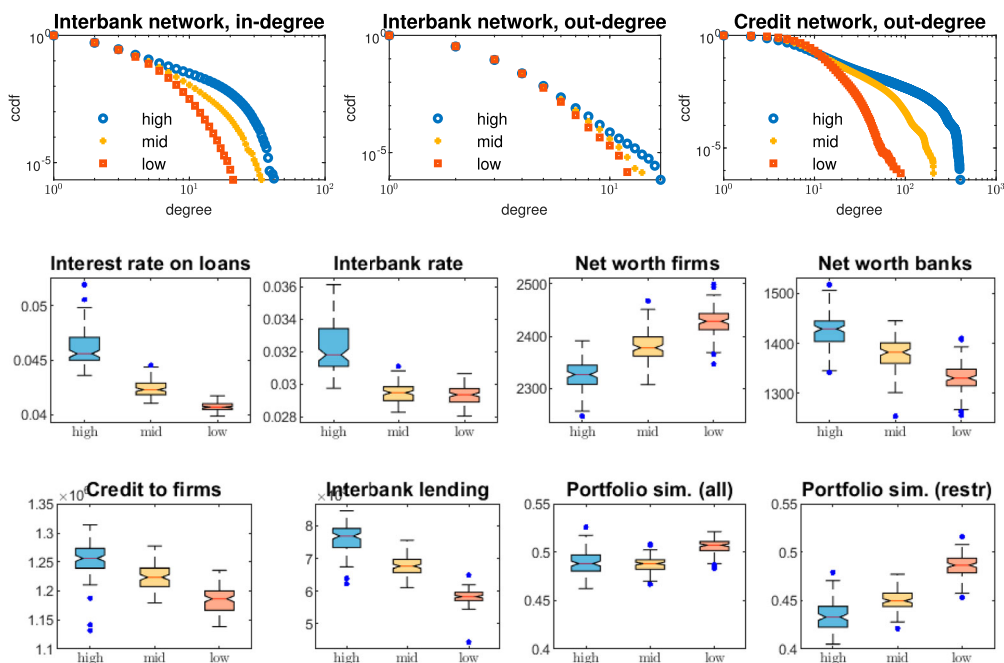 Interbank network, in-degree
Interbank network, out-degree
Credit network, out-degree
10^0
10^-5
ccdf
high
mid
low
10^0
10^1
10^2
degree
10^0
10^-5
ccdf
high
mid
low
10^0
10^1
degree
10^0
10^-5
ccdf
high
mid
low
10^0
10^1
10^2
10^3
degree
Interest rate on loans
0.05
0.045
0.04
high mid low
Interbank rate
0.036
0.034
0.032
0.03
0.028
high mid low
Net worth firms
2500
2400
2300
high mid low
Net worth banks
1500
1400
1300
high mid low
Credit to firms
1.35
1.3
1.25
1.2
1.15
1.1
high mid low
Interbank lending
8
7
6
5
high mid low
Portfolio sim. (all)
0.55
0.5
0.45
0.4
high mid low
Portfolio sim. (restr)
0.55
0.5
0.45
0.4
high mid low